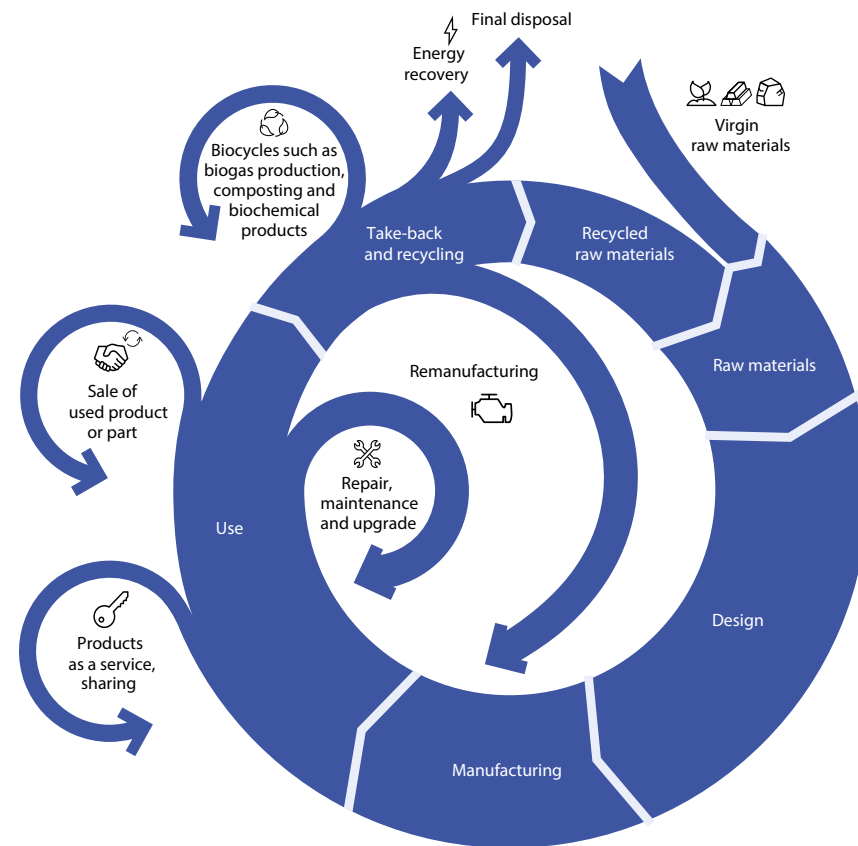 Final disposal
Energy
recovery
Virgin
raw materials
Biocycles such as
biogas production,
composting and
biochemical
products
Take-back
and recycling
Recycled
raw materials
Raw materials
Remanufacturing
Sale of
used product
or part
Repair,
maintenance
and upgrade
Use
Design
Products
as a service,
sharing
Manufacturing